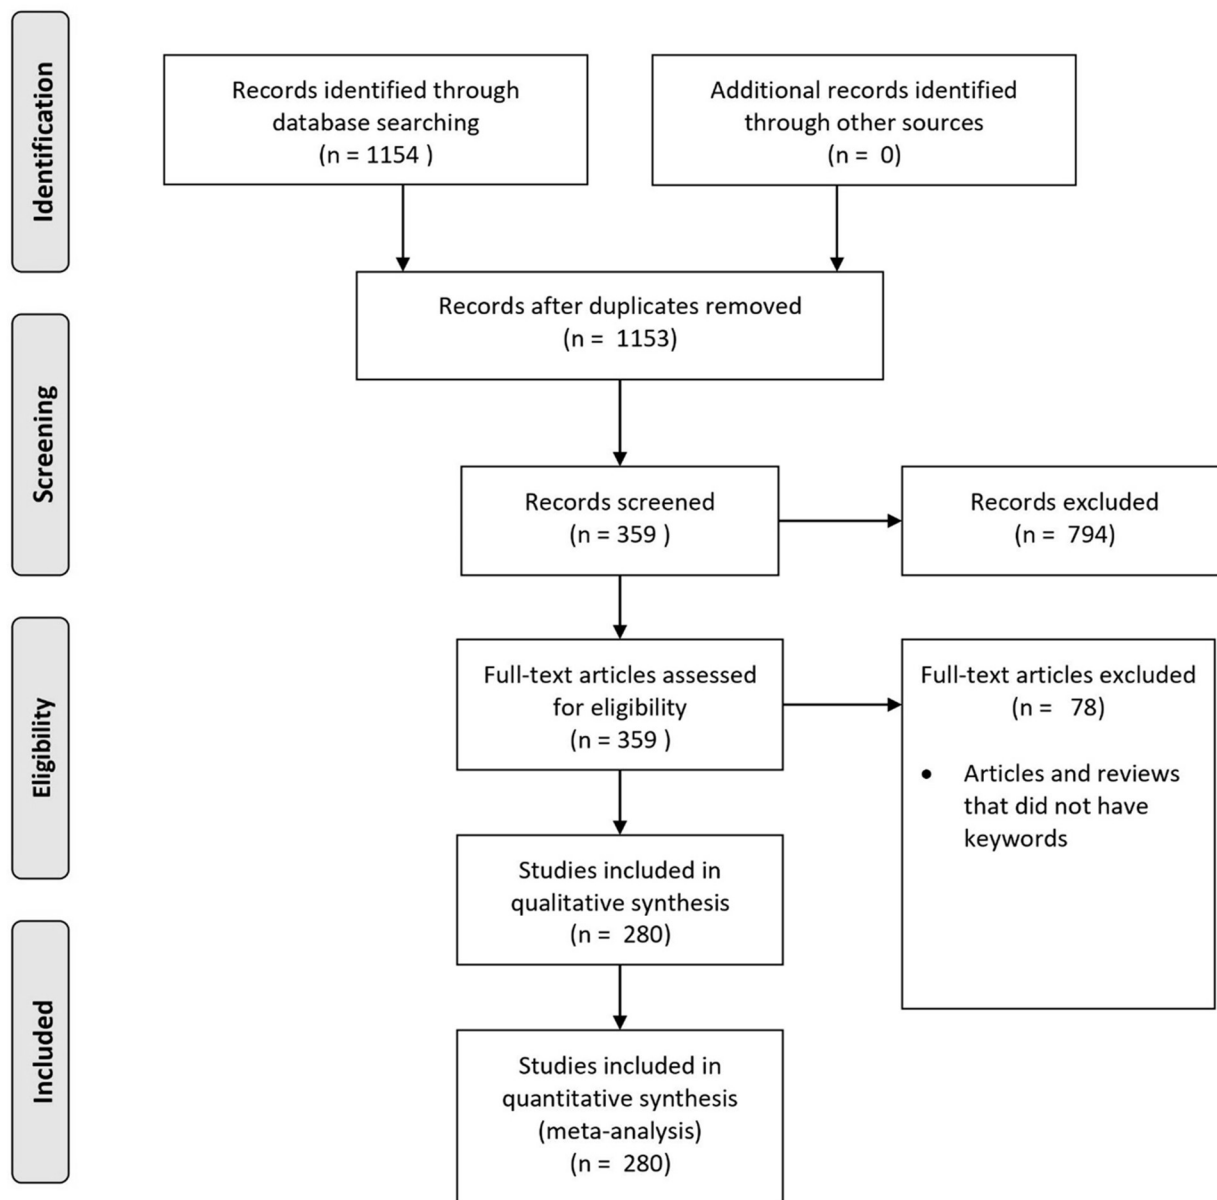 Identification
Records identified through
database searching
(n = 1154 )
Additional records identified
through other sources
(n =  0)
Records after duplicates removed
(n =  1153)
Screening
Records screened
(n = 359 )
Records excluded
(n =  794)
Eligibility
Full-text articles assessed
for eligibility
(n = 359 )
Full-text articles excluded
(n =   78)
• Articles and reviews
that did not have
keywords
Studies included in
qualitative synthesis
(n =  280)
Included
Studies included in
quantitative synthesis
(meta-analysis)
(n =  280)